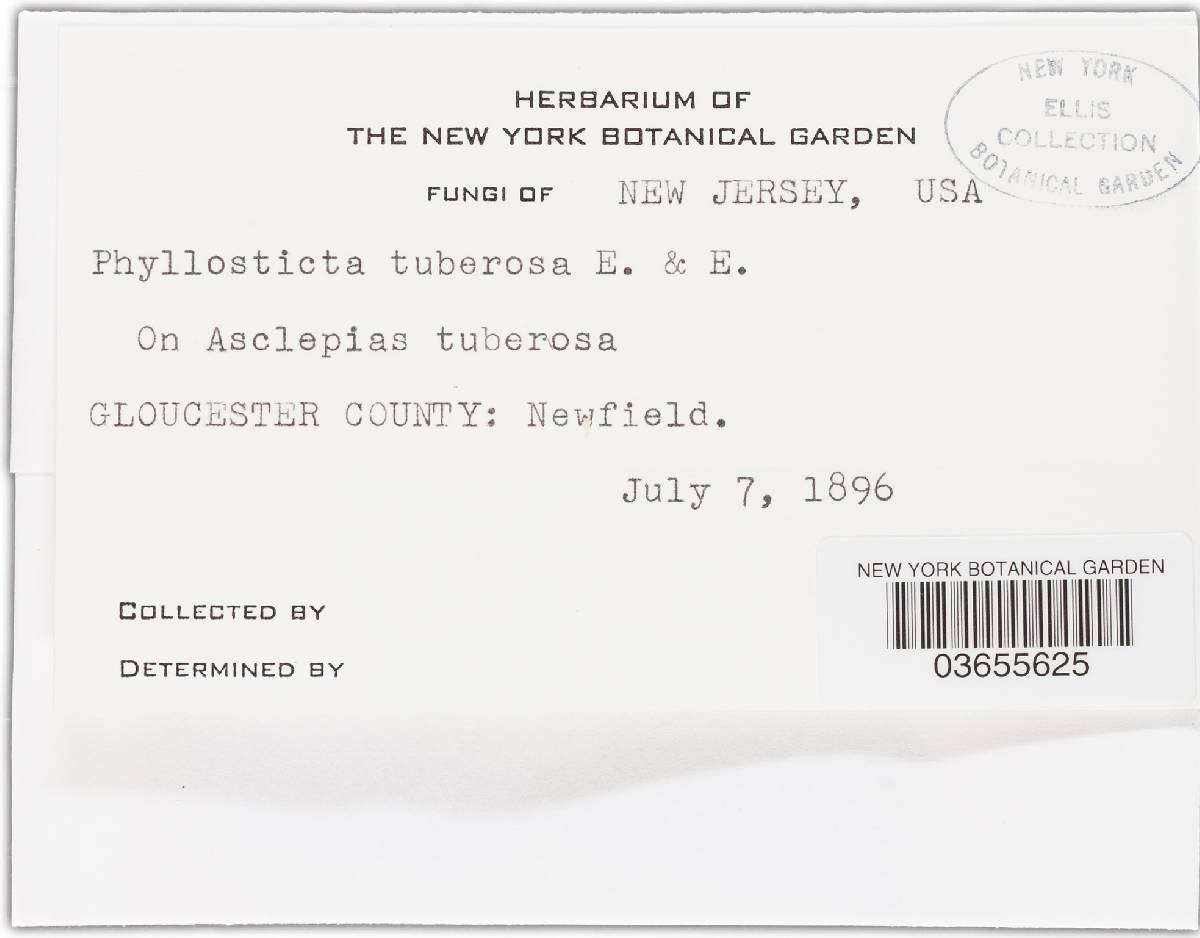 HERBARIUM OF
THE NEW YORK BOTANICAL GARDEN
NEW YORK
ELLIS
COLLECTION
BOTANICAL GARDEN
FUNGI OF NEW JERSEY, USA
Phyllosticta tuberosa E. & E.
On Asclepias tuberosa
GLOUCESTER COUNTY: Newfield.
July 7, 1896
NEW YORK BOTANICAL GARDEN
03655625
COLLECTED BY
DETERMINED BY